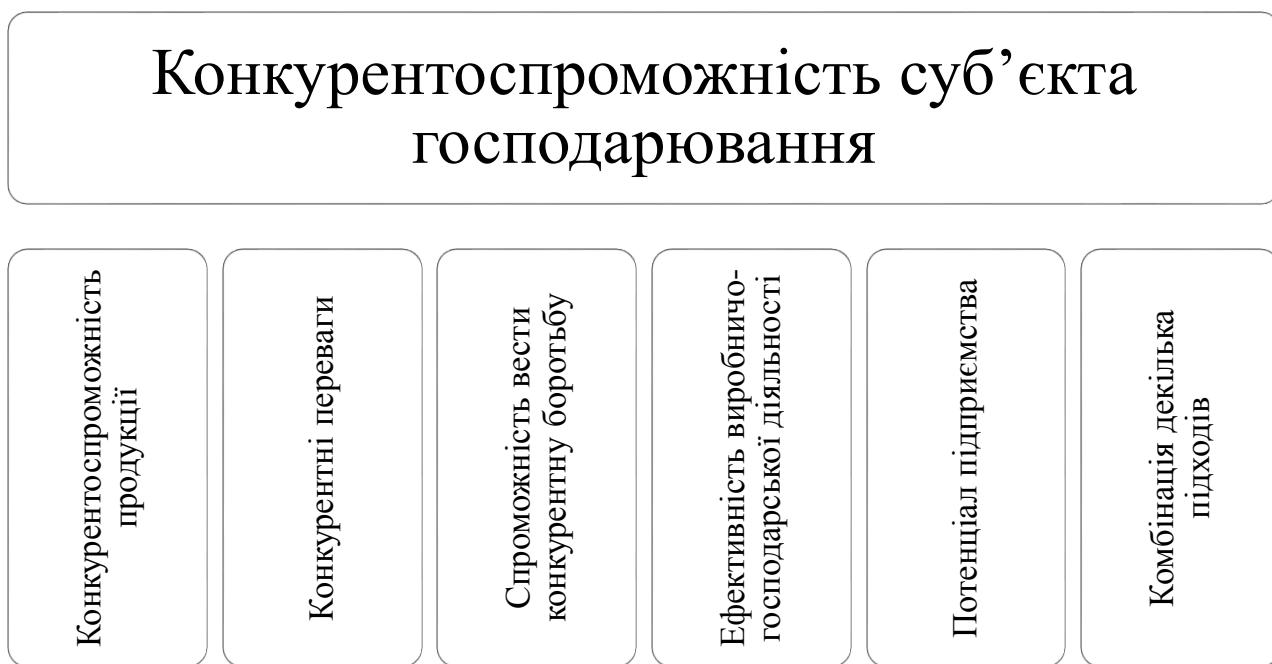 Конкурентоспроможність суб’єкта
господарювання
Конкурентоспроможність
продукції
Конкурентні переваги
Спроможність вести
конкурентну боротьбу
Ефективність виробничо-
господарської діяльності
Потенціал підприємства
Комбінація декілька
підходів